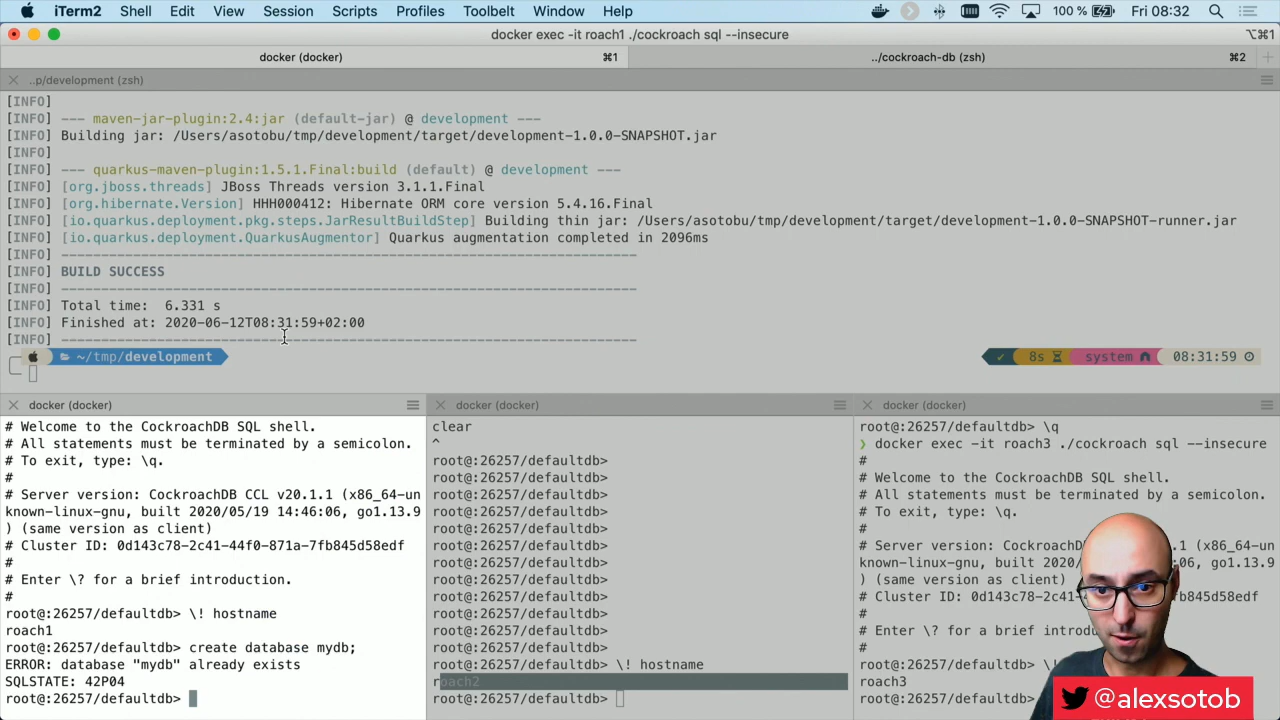 iTerm2 Shell Edit View Session Scripts Profiles Toolbelt Window Help 100 % Fri 08:32
docker exec -it roach1 ./cockroach sql --insecure ⌥⌘1
docker (docker) ⌘1 ../cockroach-db (zsh) ⌘2
..p/development (zsh)
[INFO]
[INFO] --- maven-jar-plugin:2.4:jar (default-jar) @ development ---
[INFO] Building jar: /Users/asotobu/tmp/development/target/development-1.0.0-SNAPSHOT.jar
[INFO]
[INFO] --- quarkus-maven-plugin:1.5.1.Final:build (default) @ development ---
[INFO] [org.jboss.threads] JBoss Threads version 3.1.1.Final
[INFO] [org.hibernate.Version] HHH000412: Hibernate ORM core version 5.4.16.Final
[INFO] [io.quarkus.deployment.pkg.steps.JarResultBuildStep] Building thin jar: /Users/asotobu/tmp/development/target/development-1.0.0-SNAPSHOT-runner.jar
[INFO] [io.quarkus.deployment.QuarkusAugmentor] Quarkus augmentation completed in 2096ms
[INFO] ------------------------------------------------------------------------
[INFO] BUILD SUCCESS
[INFO] ------------------------------------------------------------------------
[INFO] Total time:  6.331 s
[INFO] Finished at: 2020-06-12T08:31:59+02:00
[INFO] ------------------------------------------------------------------------
~/tmp/development ✓ 8s system 08:31:59
docker (docker)
# Welcome to the CockroachDB SQL shell.
# All statements must be terminated by a semicolon.
# To exit, type: \q.
#
# Server version: CockroachDB CCL v20.1.1 (x86_64-un
known-linux-gnu, built 2020/05/19 14:46:06, go1.13.9
) (same version as client)
# Cluster ID: 0d143c78-2c41-44f0-871a-7fb845d58edf
#
# Enter \? for a brief introduction.
#
root@:26257/defaultdb> \! hostname
roach1
root@:26257/defaultdb> create database mydb;
ERROR: database "mydb" already exists
SQLSTATE: 42P04
root@:26257/defaultdb>
docker (docker)
clear
^
root@:26257/defaultdb>
root@:26257/defaultdb>
root@:26257/defaultdb>
root@:26257/defaultdb>
root@:26257/defaultdb>
root@:26257/defaultdb>
root@:26257/defaultdb>
root@:26257/defaultdb>
root@:26257/defaultdb>
root@:26257/defaultdb>
root@:26257/defaultdb>
root@:26257/defaultdb>
root@:26257/defaultdb> \! hostname
roach2
root@:26257/defaultdb>
docker (docker)
root@:26257/defaultdb> \q
❯ docker exec -it roach3 ./cockroach sql --insecure
#
# Welcome to the CockroachDB SQL shell.
# All statements must be terminated by a semicolon.
# To exit, type: \q.
#
# Server version: Cockroach .1 (x86_64-un
known-linux-gnu, built 2020/ 06, go1.13.9
) (same version as client)
# Cluster ID: 0d143c78-2c41- edf
#
# Enter \? for a brief
#
root@:26257/defaultdb>
roach3
root@:26257/defaultdb>
@alexsotob